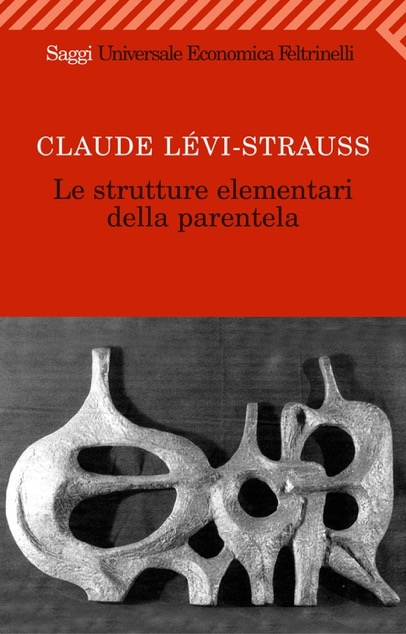 Saggi Universale Economica Feltrinelli
CLAUDE LÉVI-STRAUSS
Le strutture elementari
della parentela